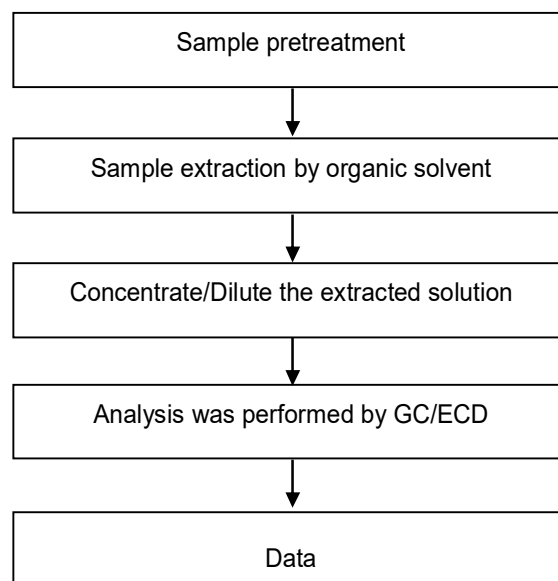 Sample pretreatment
Sample extraction by organic solvent
Concentrate/Dilute the extracted solution
Analysis was performed by GC/ECD
Data